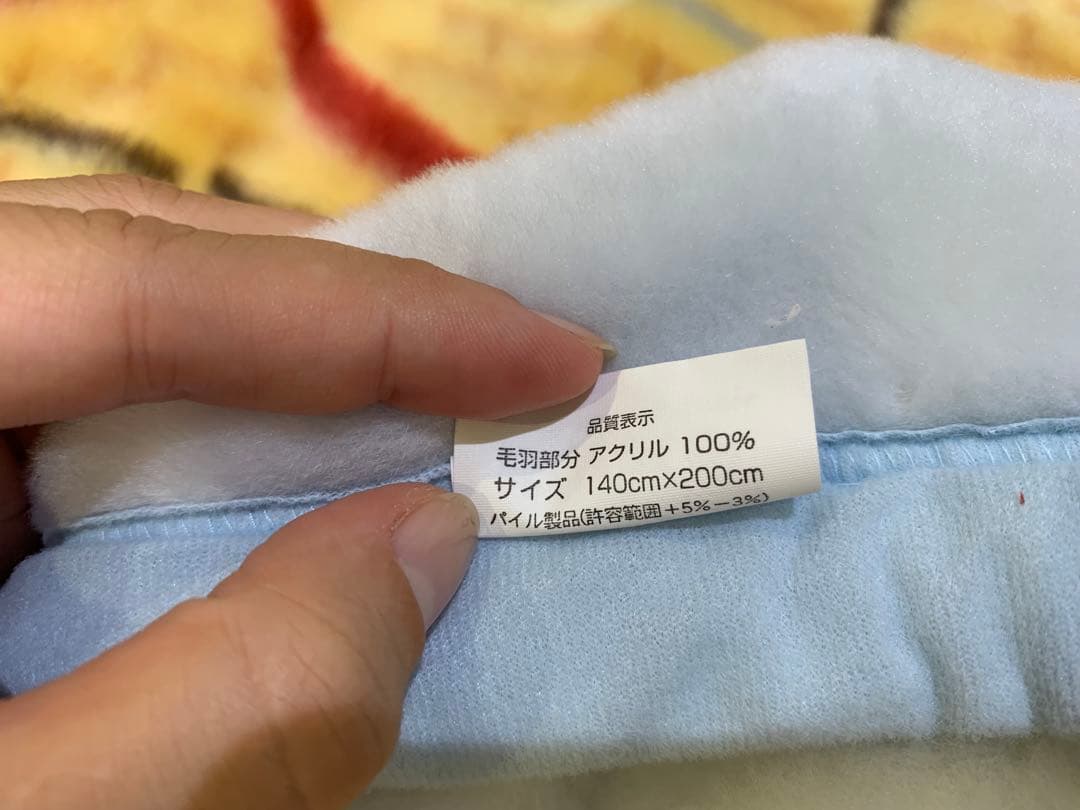 品質表示
毛羽部分 アクリル 100%
サイズ 140cm×200cm
パイル製品(許容範囲+5%−3%)